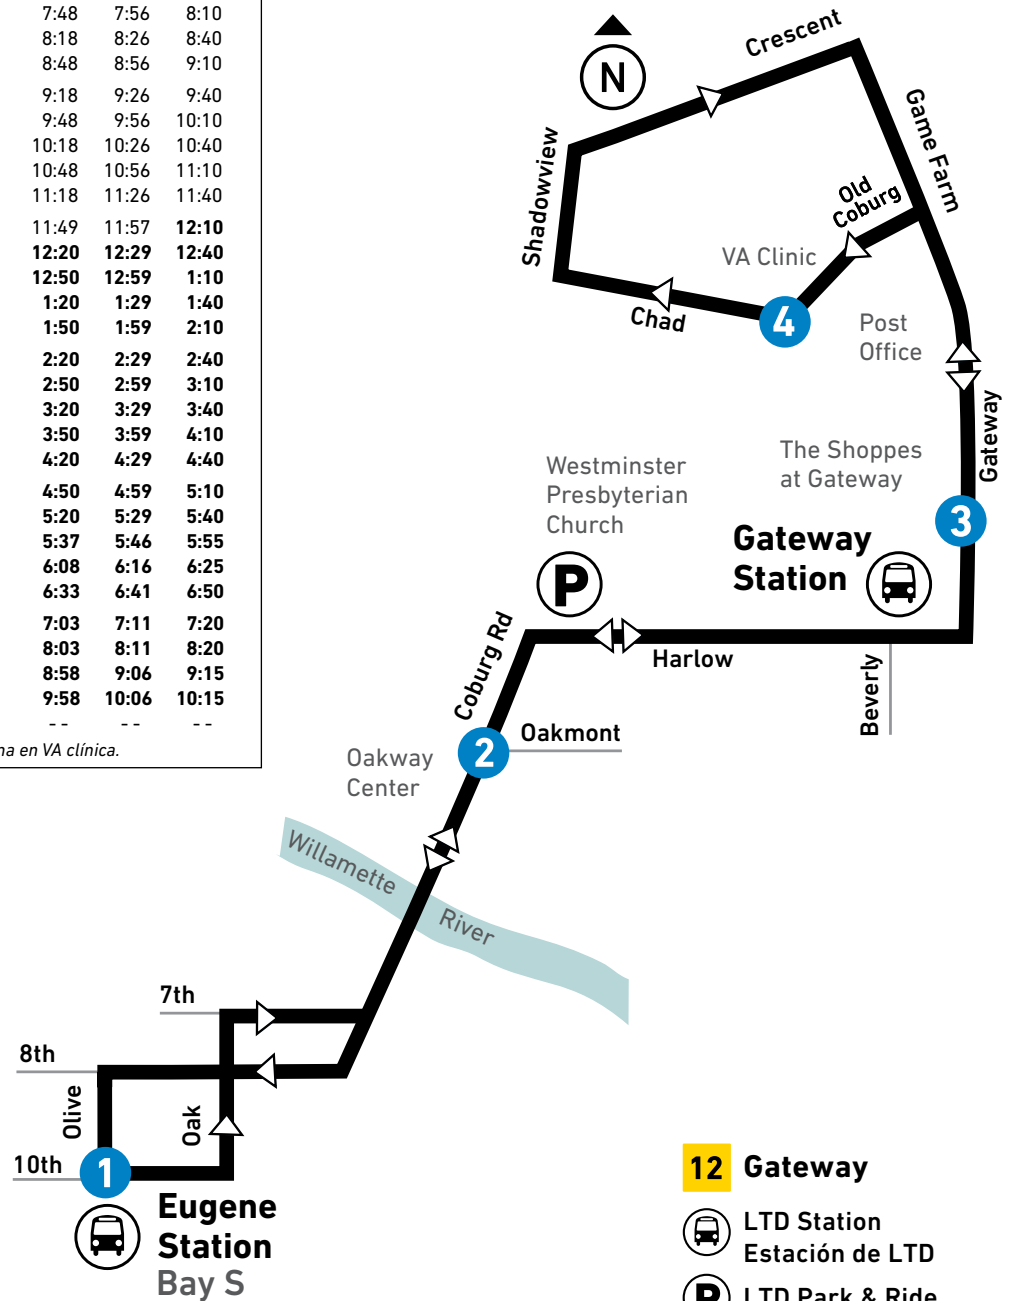 7:48 7:56 8:10
8:18 8:26 8:40
8:48 8:56 9:10
9:18 9:26 9:40
9:48 9:56 10:10
10:18 10:26 10:40
10:48 10:56 11:10
11:18 11:26 11:40
11:49 11:57 12:10
12:20 12:29 12:40
12:50 12:59 1:10
1:20 1:29 1:40
1:50 1:59 2:10
2:20 2:29 2:40
2:50 2:59 3:10
3:20 3:29 3:40
3:50 3:59 4:10
4:20 4:29 4:40
4:50 4:59 5:10
5:20 5:29 5:40
5:37 5:46 5:55
6:08 6:16 6:25
6:33 6:41 6:50
7:03 7:11 7:20
8:03 8:11 8:20
8:58 9:06 9:15
9:58 10:06 10:15
-- -- --
en VA clínica.
N
Crescent
Game Farm
Shadowview
Old
Coburg
VA Clinic
4
Chad
Post
Office
Gateway
The Shoppes
at Gateway
3
Westminster
Presbyterian
Church
P
Gateway
Station
Harlow
Beverly
Coburg Rd
Oakmont
2
Oakway
Center
Willamette
River
7th
8th
Olive
Oak
10th
1
Eugene
Station
Bay S
12 Gateway
LTD Station
Estación de LTD
P LTD Park & Ride